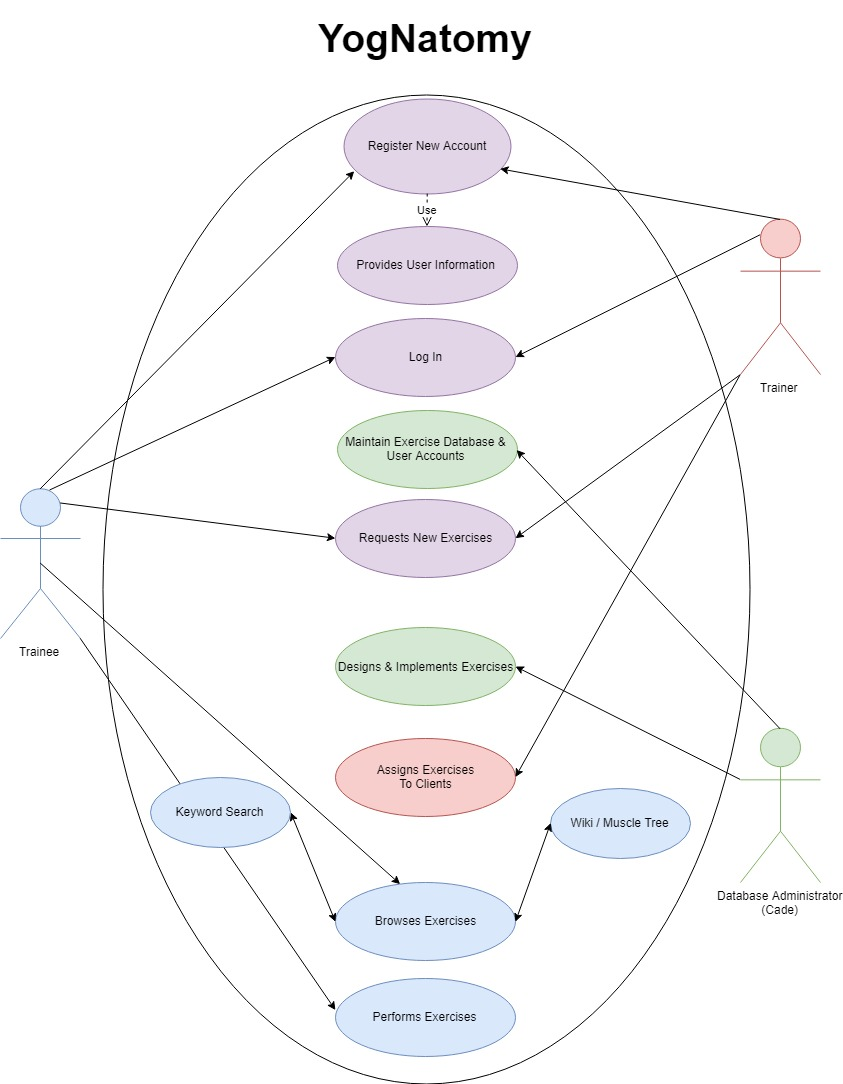 YogNatomy
Register New Account
Use
Provides User Information
Trainer
Log In
Maintain Exercise Database &
User Accounts
Requests New Exercises
Trainee
Designs & Implements Exercises
Assigns Exercises
To Clients
Keyword Search
Wiki / Muscle Tree
Database Administrator
(Cade)
Browses Exercises
Performs Exercises